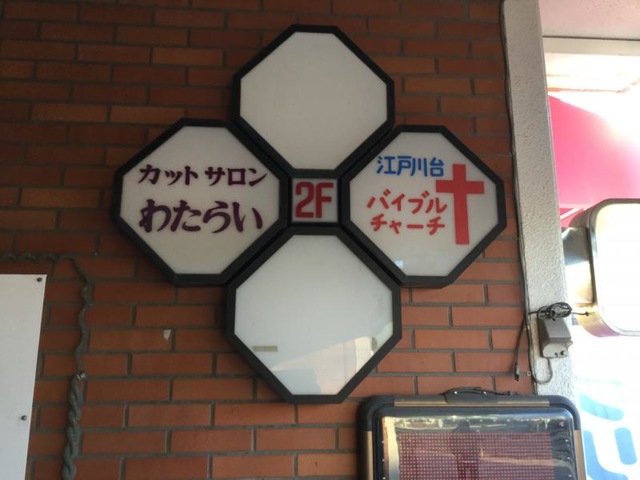 カットサロン
わたらい
2F
江戸川台
バイブル
チャーチ